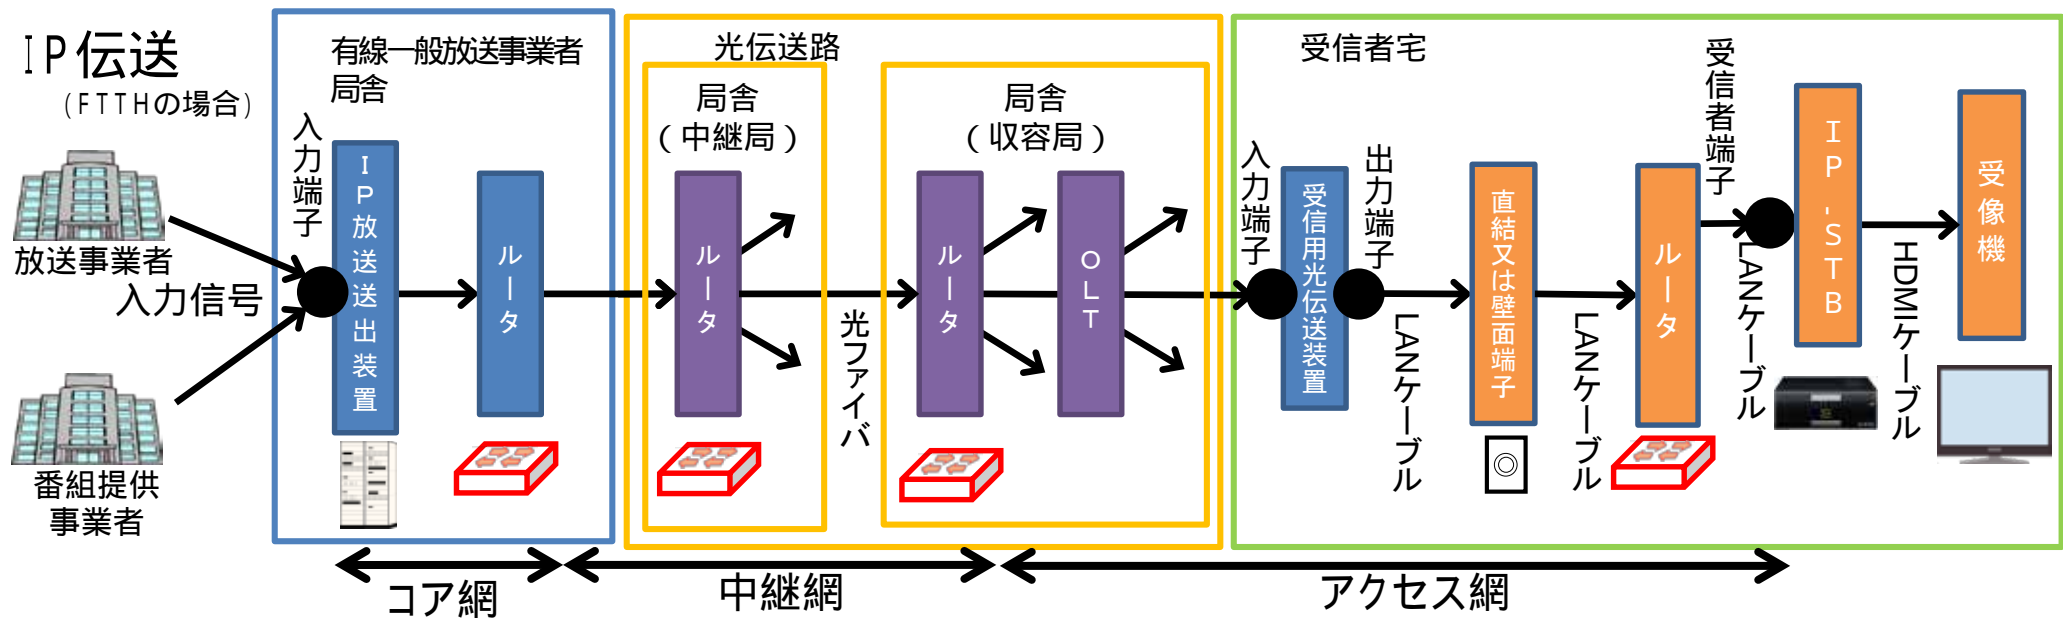 IP伝送
(FTTHの場合)
放送事業者
入力信号
番組提供
事業者
有線一般放送事業者
局舎
入力端子
IP放送送出装置
ルータ
光伝送路
局舎
(中継局)
ルータ
光ファイバ
局舎
(収容局)
ルータ
OLT
受信者宅
入力端子
受信用光伝送装置
出力端子
LANケーブル
直結又は壁面端子
LANケーブル
ルータ
受信者端子
LANケーブル
IP-STB
HDMIケーブル
受像機
コア網
中継網
アクセス網